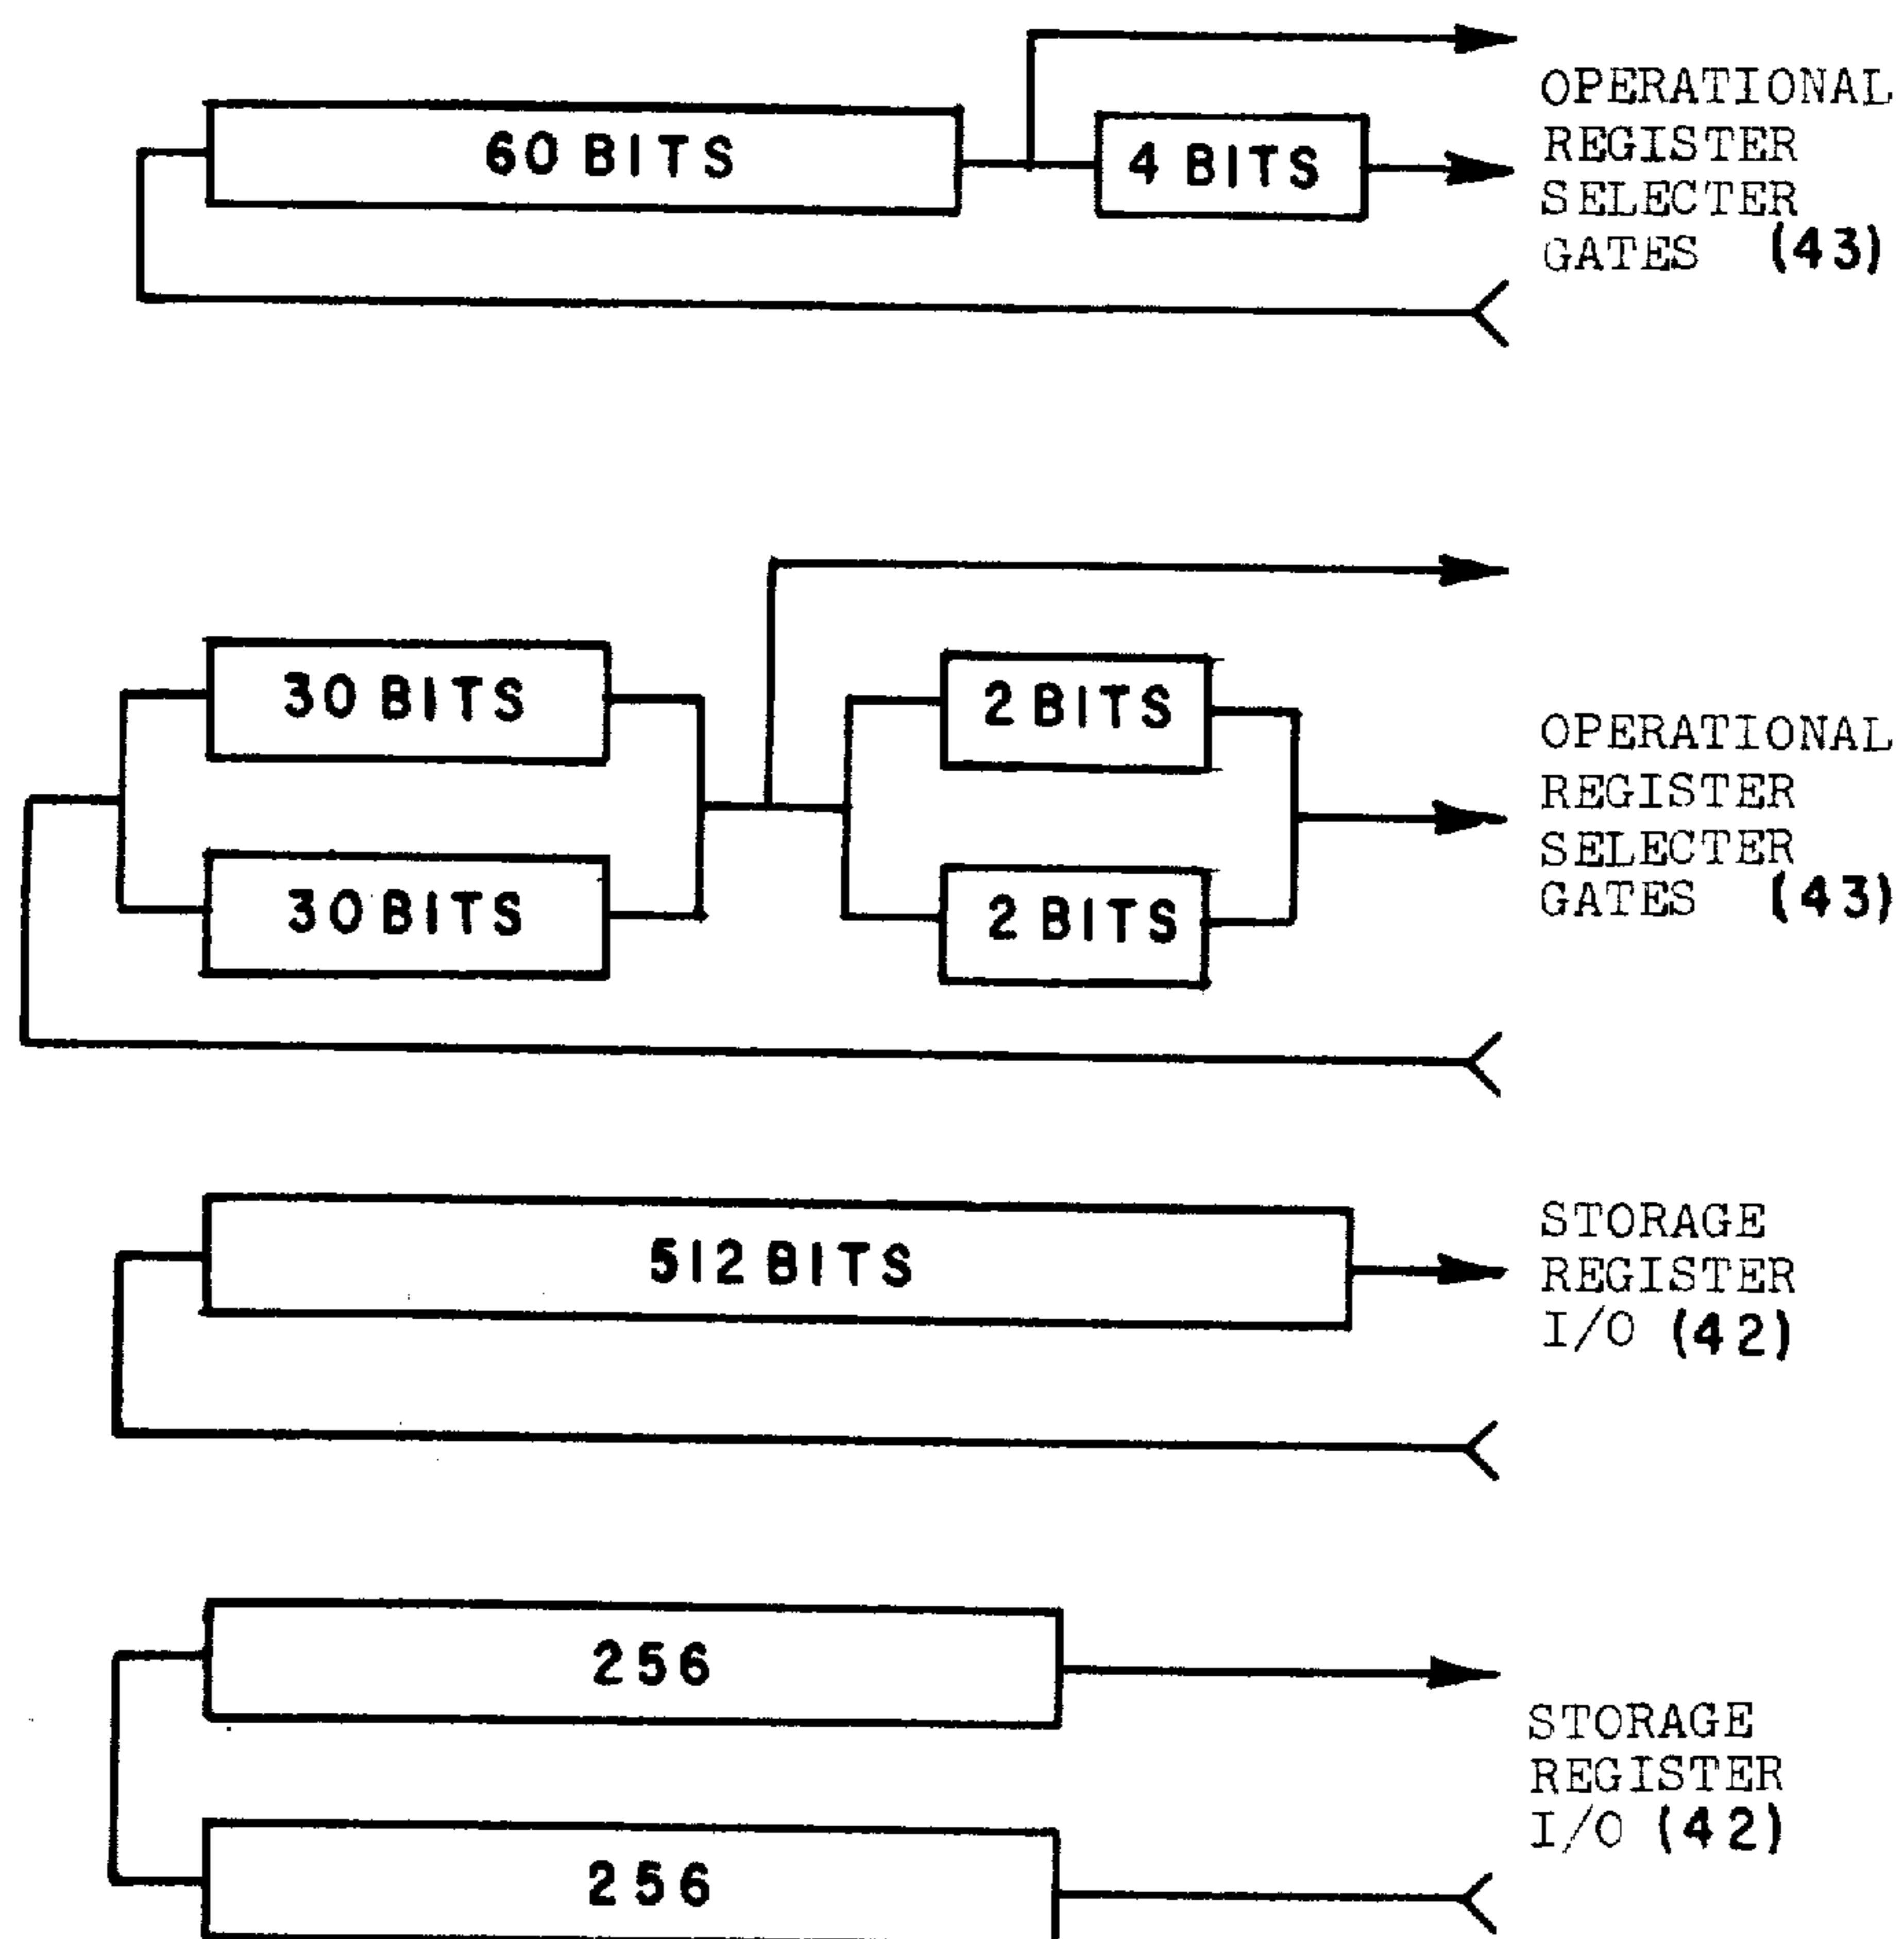 60 BITS
4 BITS
OPERATIONAL
REGISTER
SELECTER
GATES (43)
30 BITS
2 BITS
30 BITS
2 BITS
OPERATIONAL
REGISTER
SELECTER
GATES (43)
512 BITS
STORAGE
REGISTER
I/O (42)
256
256
STORAGE
REGISTER
I/O (42)